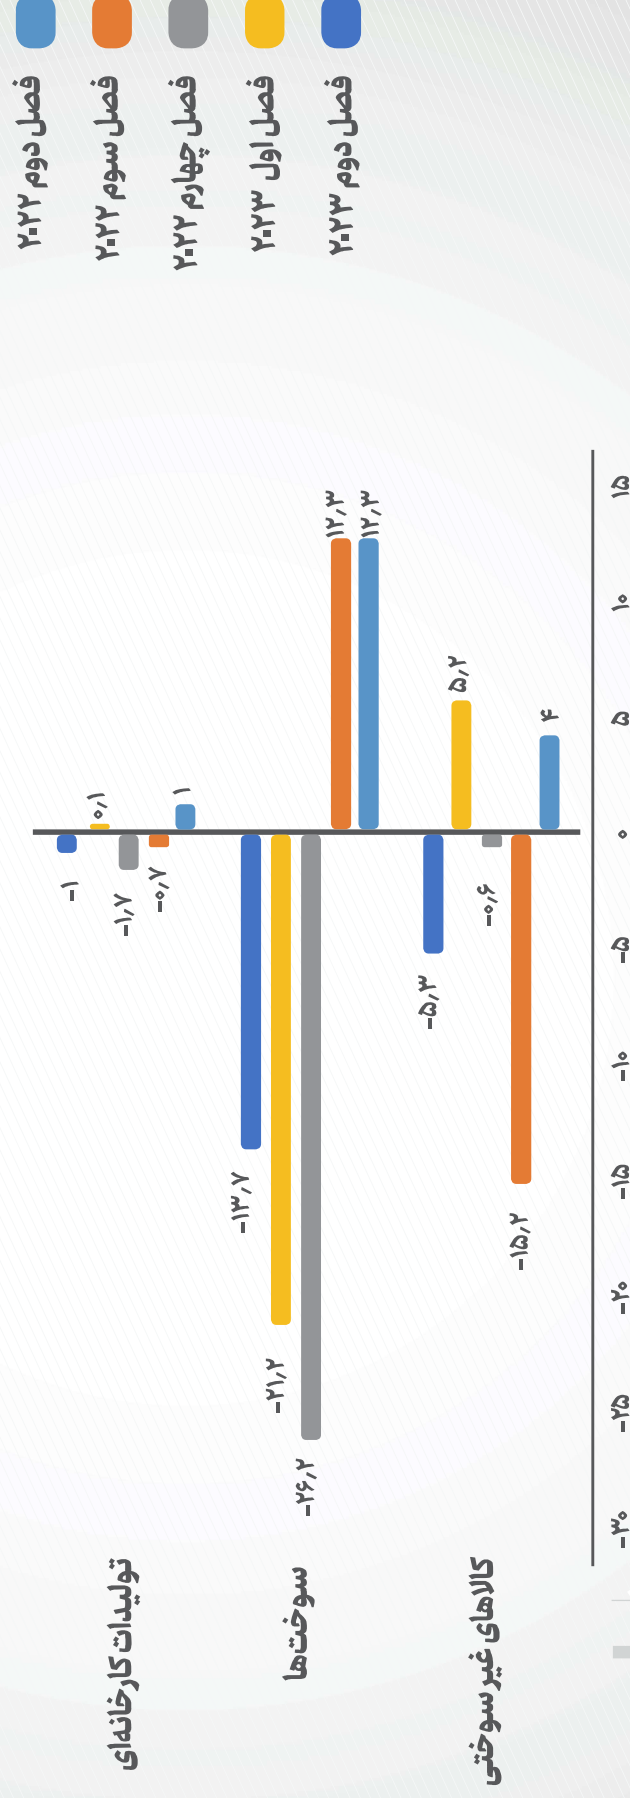 فصل دوم ۲۰۲۲
فصل سوم ۲۰۲۲
فصل چهارم ۲۰۲۲
فصل اول ۲۰۲۳
فصل دوم ۲۰۲۳
تولیدات کارخانه‌ای
-۱
۰٫۱
-۱٫۷
-۰٫۷
۱
سوخت‌ها
-۱۳٫۷
-۲۱٫۲
-۲۶٫۲
۱۲٫۳
۱۲٫۳
کالاهای غیر سوختی
-۵٫۳
۵٫۲
-۰٫۶
-۱۵٫۲
۴
-۳۰ -۲۵ -۲۰ -۱۵ -۱۰ -۵ ۰ ۵ ۱۰ ۱۵